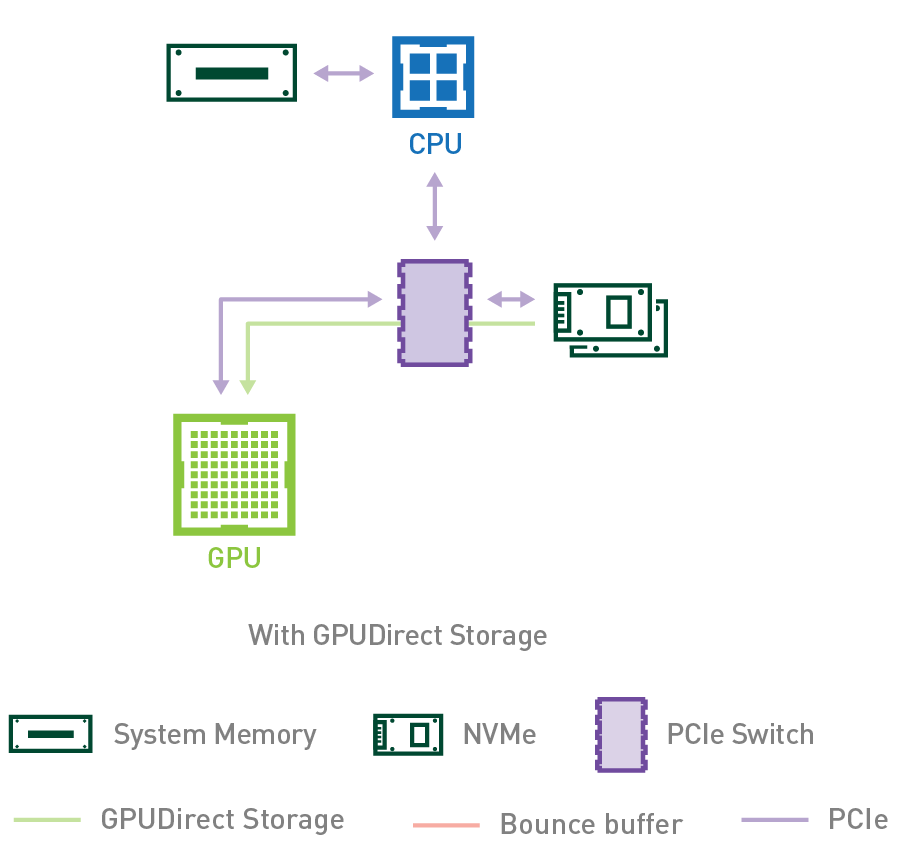 CPU
GPU
With GPUDirect Storage
System Memory
NVMe
PCIe Switch
GPUDirect Storage
Bounce buffer
PCIe